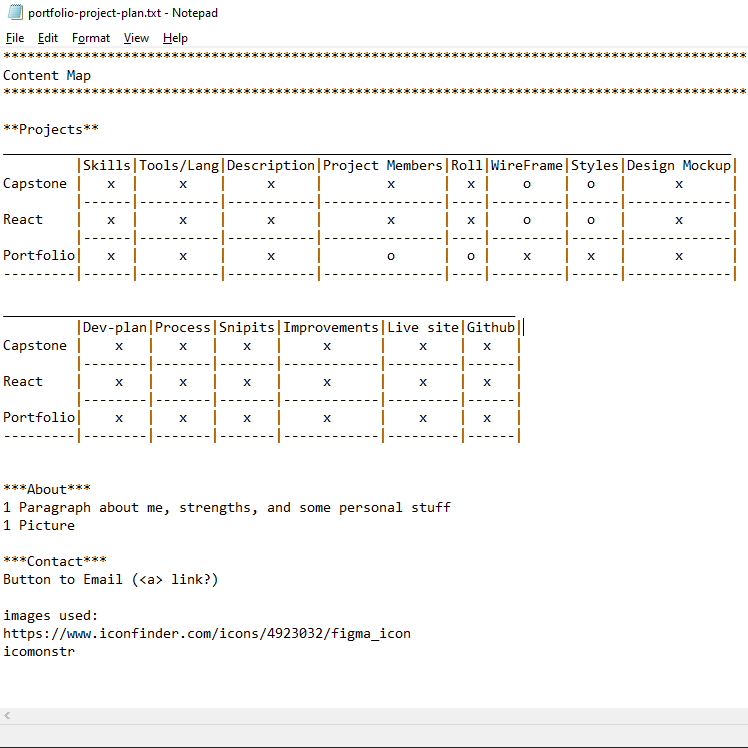 portfolio-project-plan.txt - Notepad
File Edit Format View Help
*********************************************************************************************
Content Map
*********************************************************************************************
**Projects**
___________________________________________________________________________________________
         |Skills|Tools/Lang|Description|Project Members|Roll|WireFrame|Styles|Design Mockup|
Capstone |   x  |    x     |     x     |        x      |  x |    o    |  o   |      x      |
         |------|----------|-----------|---------------|----|---------|------|-------------|
React    |   x  |    x     |     x     |        x      |  x |    o    |  o   |      x      |
         |------|----------|-----------|---------------|----|---------|------|-------------|
Portfolio|   x  |    x     |     x     |        o      |  o |    x    |  x   |      x      |
---------|------|----------|-----------|---------------|----|---------|------|-------------|
________________________________________________________________
         |Dev-plan|Process|Snipits|Improvements|Live site|Github|
Capstone |    x   |   x   |   x   |     x      |    x    |  x   |
         |--------|-------|-------|------------|---------|------|
React    |    x   |   x   |   x   |     x      |    x    |  x   |
         |--------|-------|-------|------------|---------|------|
Portfolio|    x   |   x   |   x   |     x      |    x    |  x   |
---------|--------|-------|-------|------------|---------|------|
***About***
1 Paragraph about me, strengths, and some personal stuff
1 Picture
***Contact***
Button to Email (<a> link?)
images used:
https://www.iconfinder.com/icons/4923032/figma_icon
icomonstr